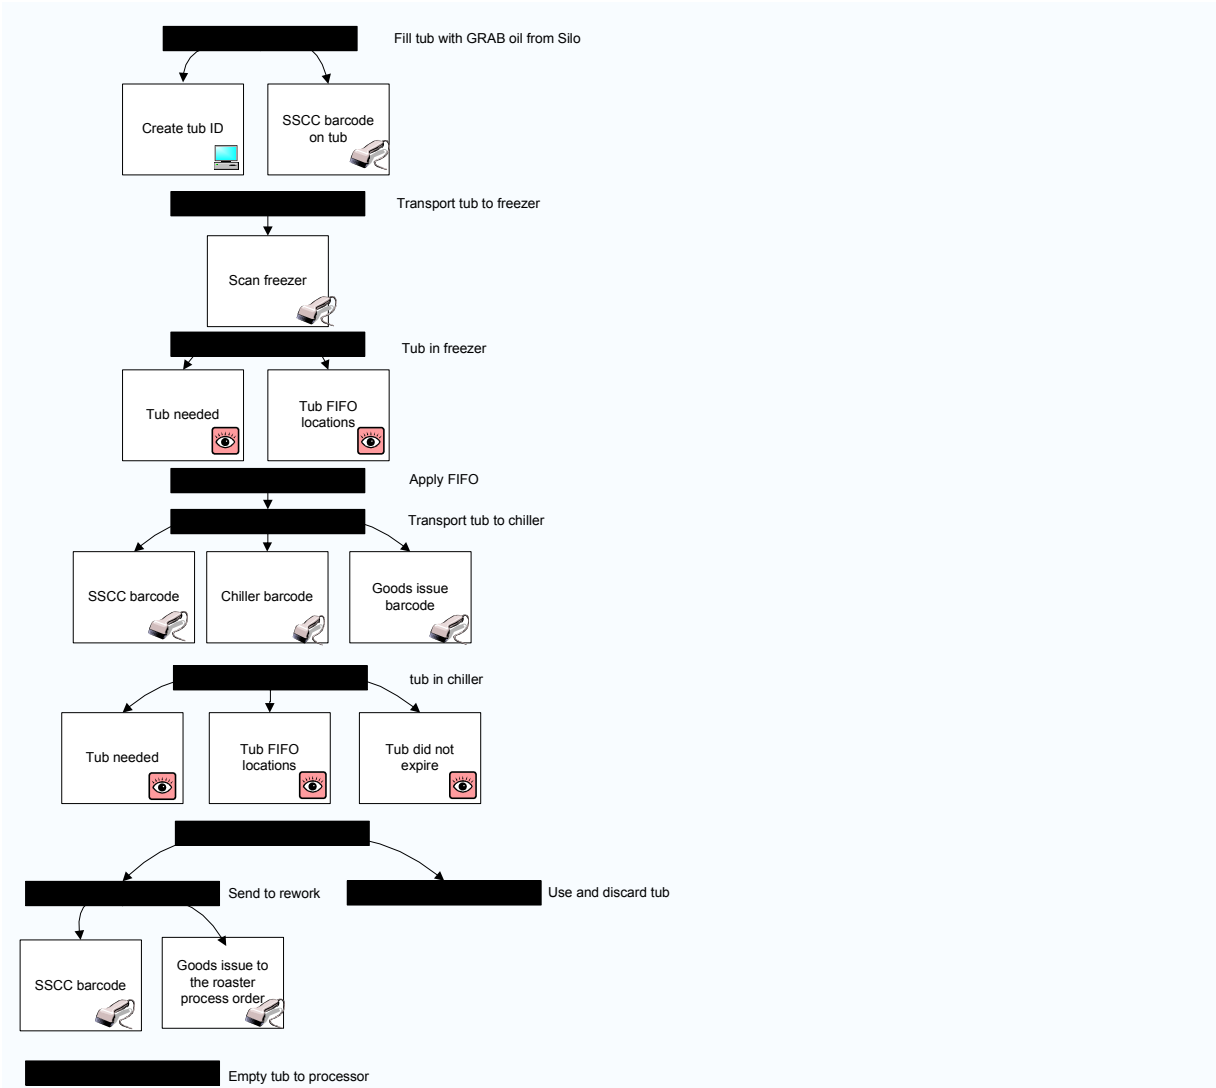 Fill tub with GRAB oil from Silo
Create tub ID
SSCC barcode
on tub
Transport tub to freezer
Scan freezer
Tub in freezer
Tub needed
Tub FIFO
locations
Apply FIFO
Transport tub to chiller
SSCC barcode
Chiller barcode
Goods issue
barcode
tub in chiller
Tub needed
Tub FIFO
locations
Tub did not
expire
Send to rework
Use and discard tub
SSCC barcode
Goods issue to
the roaster
process order
Empty tub to processor